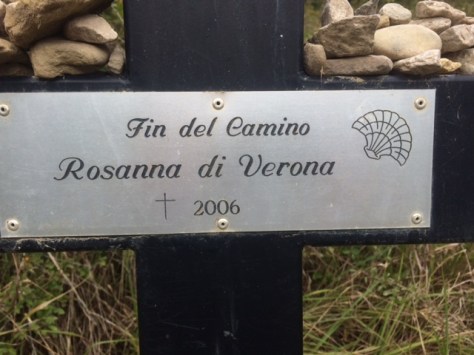 Fin del Camino
Rosanna di Verona
† 2006